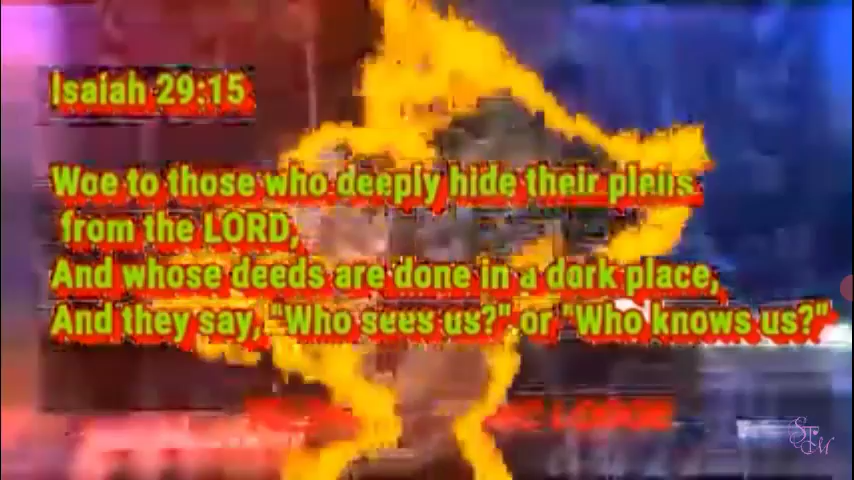 Isaiah 29:15
Woe to those who deeply hide their plans
from the LORD,
And whose deeds are done in a dark place,
And they say, "Who sees us?" or "Who knows us?"